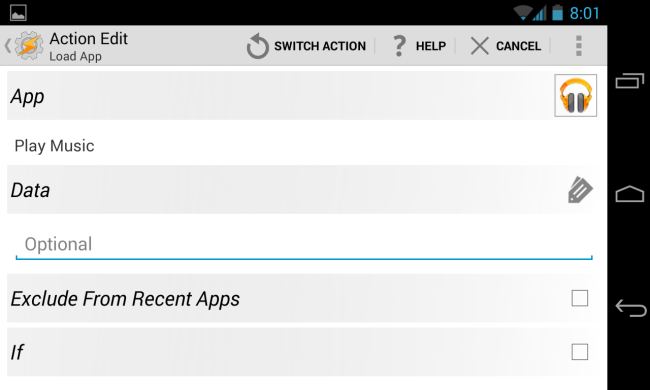 8:01
Action Edit
Load App
SWITCH ACTION
HELP
CANCEL
App
Play Music
Data
Optional
Exclude From Recent Apps
If